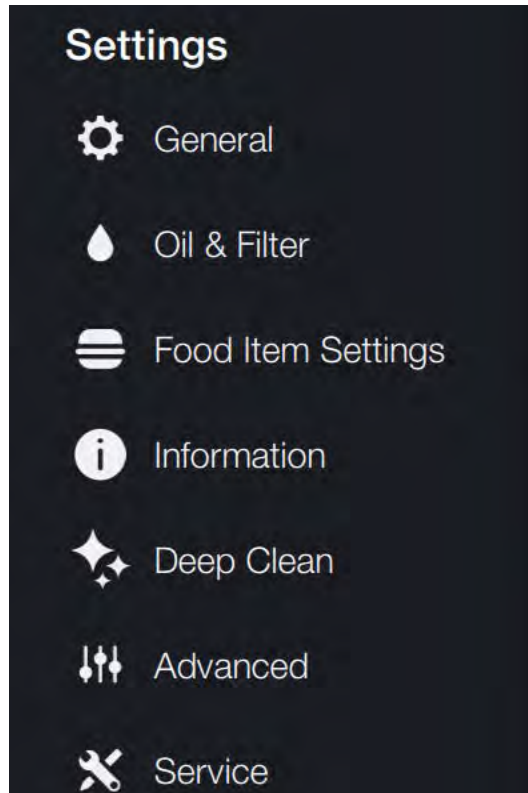 Settings
General
Oil & Filter
Food Item Settings
Information
Deep Clean
Advanced
Service